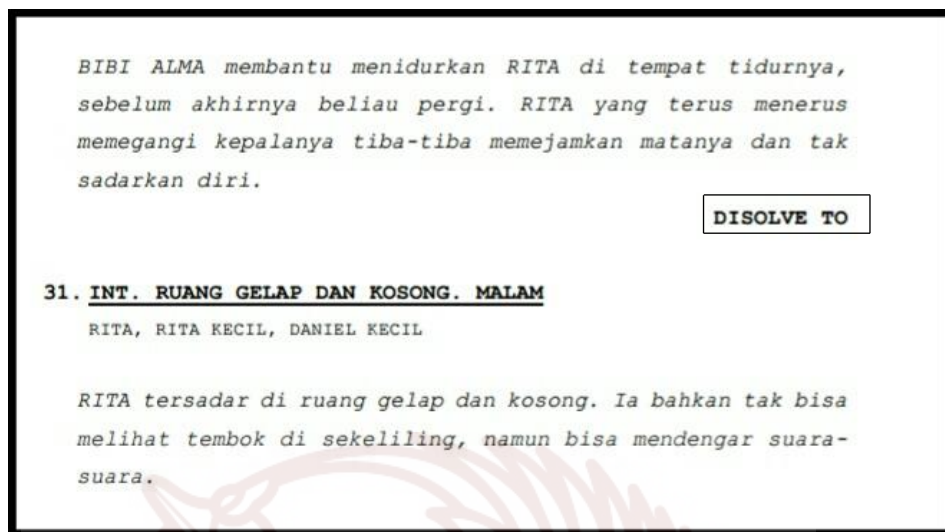 BIBI ALMA membantu menidurkan RITA di tempat tidurnya,
sebelum akhirnya beliau pergi. RITA yang terus menerus
memegangi kepalanya tiba-tiba memejamkan matanya dan tak
sadarkan diri.
DISOLVE TO
31. INT. RUANG GELAP DAN KOSONG. MALAM
RITA, RITA KECIL, DANIEL KECIL
RITA tersadar di ruang gelap dan kosong. Ia bahkan tak bisa
melihat tembok di sekeliling, namun bisa mendengar suara-
suara.